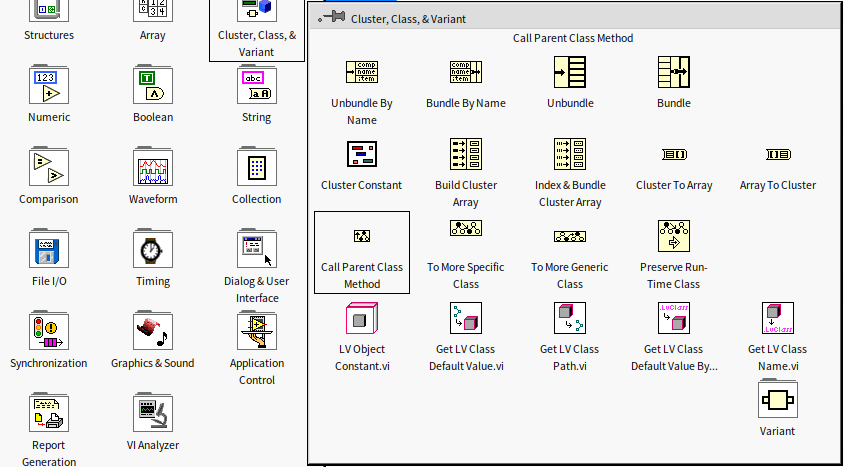 Structures
Array
Cluster, Class, &
Variant
Numeric
Boolean
String
Comparison
Waveform
Collection
File I/O
Timing
Dialog & User
Interface
Synchronization
Graphics & Sound
Application
Control
Report
Generation
VI Analyzer
Cluster, Class, & Variant
Call Parent Class Method
Unbundle By
Name
Bundle By Name
Unbundle
Bundle
Cluster Constant
Build Cluster
Array
Index & Bundle
Cluster Array
Cluster To Array
Array To Cluster
Call Parent Class
Method
To More Specific
Class
To More Generic
Class
Preserve Run-
Time Class
LV Object
Constant.vi
Get LV Class
Default Value.vi
Get LV Class
Path.vi
Get LV Class
Default Value By...
Get LV Class
Name.vi
Variant